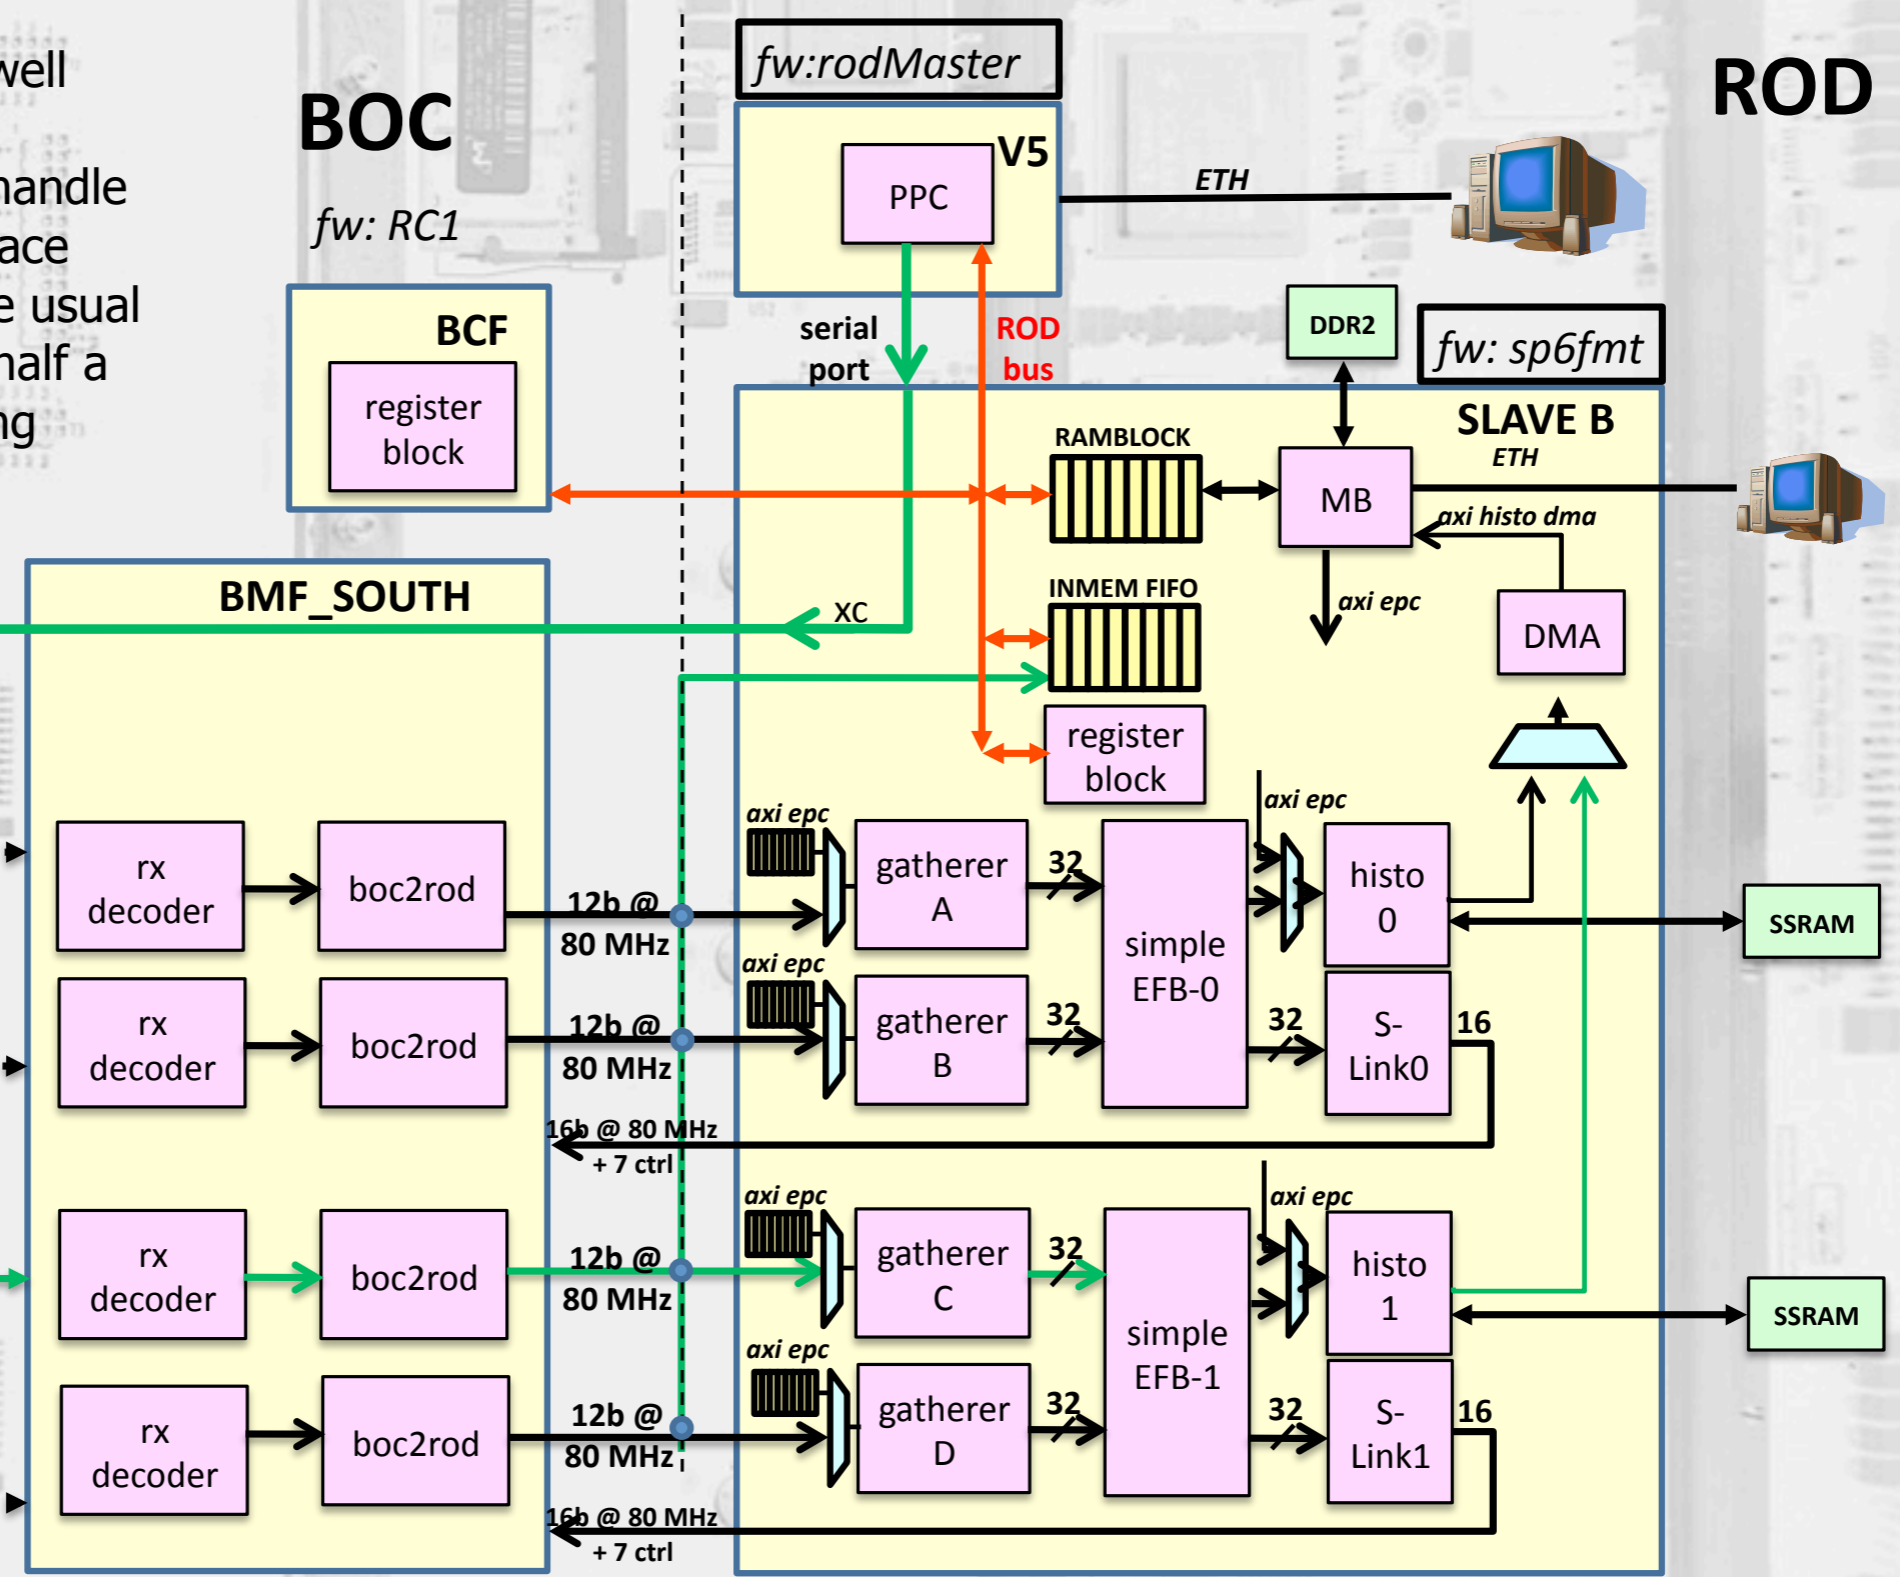 well
handle
ace
e usual
half a
ng
BOC
fw: RC1
fw:rodMaster
ROD
V5
PPC
ETH
serial
port
ROD
bus
DDR2
fw: sp6fmt
BCF
register
block
SLAVE B
ETH
RAMBLOCK
MB
axi histo dma
axi epc
INMEM FIFO
DMA
register
block
BMF_SOUTH
XC
rx
decoder
boc2rod
12b @
80 MHz
axi epc
gatherer
A
32
simple
EFB-0
axi epc
histo
0
SSRAM
rx
decoder
boc2rod
12b @
80 MHz
axi epc
gatherer
B
32
32
S-
Link0
16
16b @ 80 MHz
+ 7 ctrl
rx
decoder
boc2rod
12b @
80 MHz
axi epc
gatherer
C
32
simple
EFB-1
axi epc
histo
1
SSRAM
rx
decoder
boc2rod
12b @
80 MHz
axi epc
gatherer
D
32
32
S-
Link1
16
16b @ 80 MHz
+ 7 ctrl